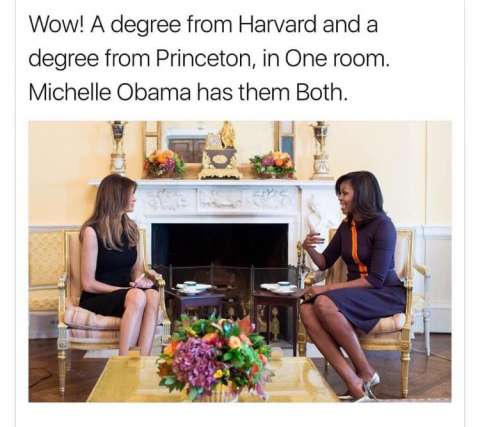 Wow! A degree from Harvard and a
degree from Princeton, in One room.
Michelle Obama has them Both.